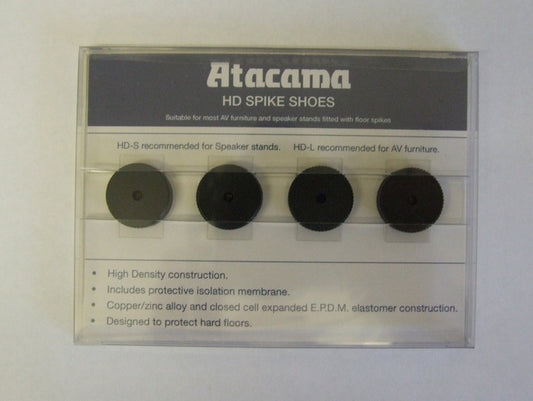 Atacama
HD SPIKE SHOES
Suitable for most AV furniture and speaker stands fitted with floor spikes
HD-S recommended for Speaker stands. HD-L recommended for AV furniture.
• High Density construction.
• Includes protective isolation membrane.
• Copper/zinc alloy and closed cell expanded E.P.D.M. elastomer construction.
• Designed to protect hard floors.